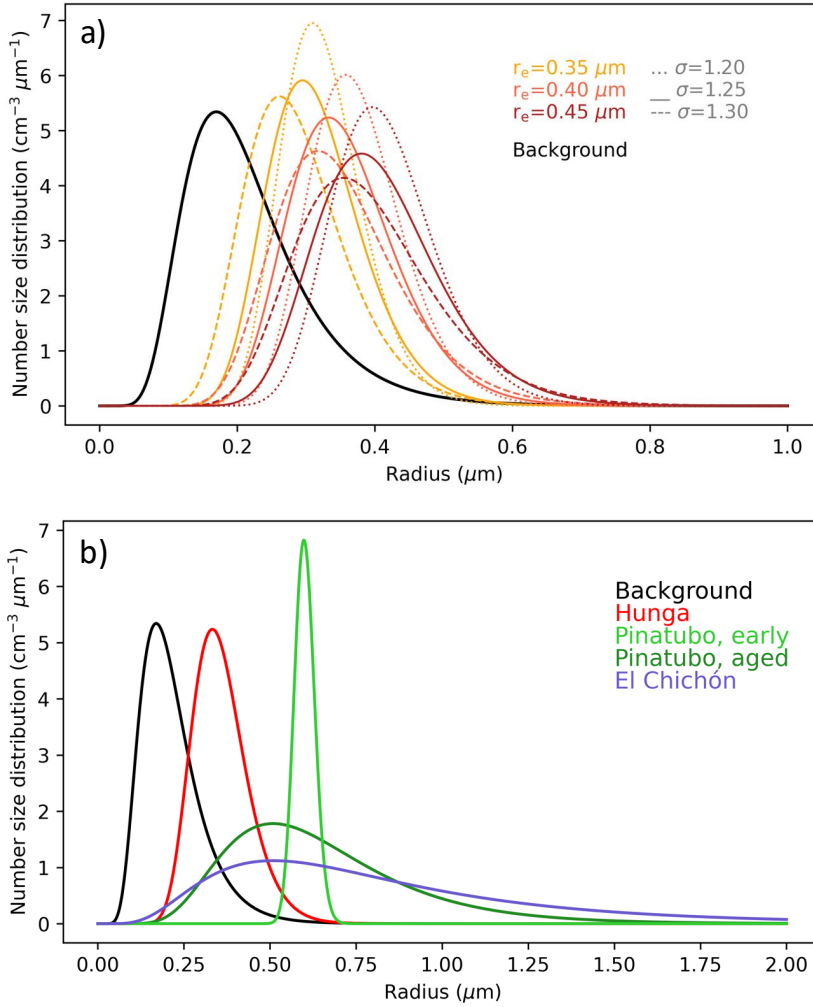 a)
Number size distribution (cm⁻³ μm⁻¹)
7
6
5
4
3
2
1
0
rₑ=0.35 μm ... σ=1.20
rₑ=0.40 μm __ σ=1.25
rₑ=0.45 μm --- σ=1.30
Background
0.0 0.2 0.4 0.6 0.8 1.0
Radius (μm)
b)
Number size distribution (cm⁻³ μm⁻¹)
7
6
5
4
3
2
1
0
Background
Hunga
Pinatubo, early
Pinatubo, aged
El Chichón
0.00 0.25 0.50 0.75 1.00 1.25 1.50 1.75 2.00
Radius (μm)